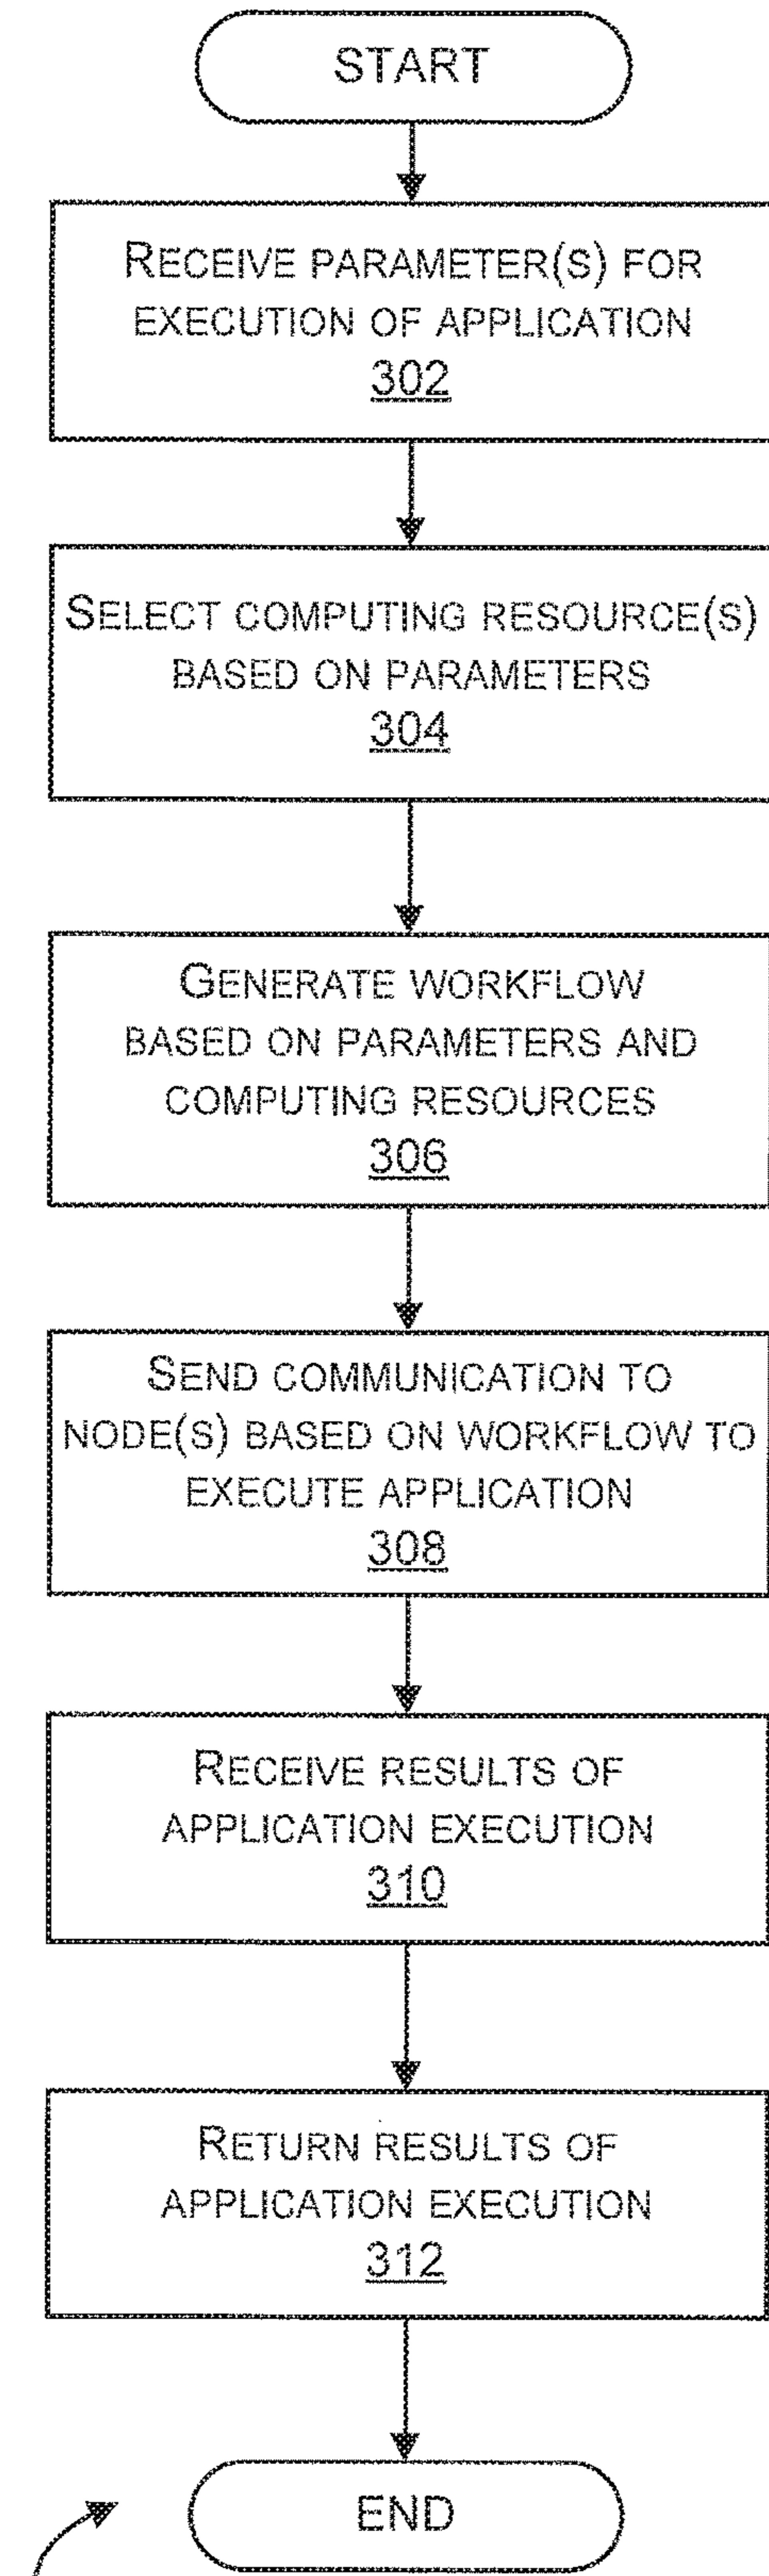 START
RECEIVE PARAMETER(S) FOR
EXECUTION OF APPLICATION
302
SELECT COMPUTING RESOURCE(S)
BASED ON PARAMETERS
304
GENERATE WORKFLOW
BASED ON PARAMETERS AND
COMPUTING RESOURCES
306
SEND COMMUNICATION TO
NODE(S) BASED ON WORKFLOW TO
EXECUTE APPLICATION
308
RECEIVE RESULTS OF
APPLICATION EXECUTION
310
RETURN RESULTS OF
APPLICATION EXECUTION
312
END